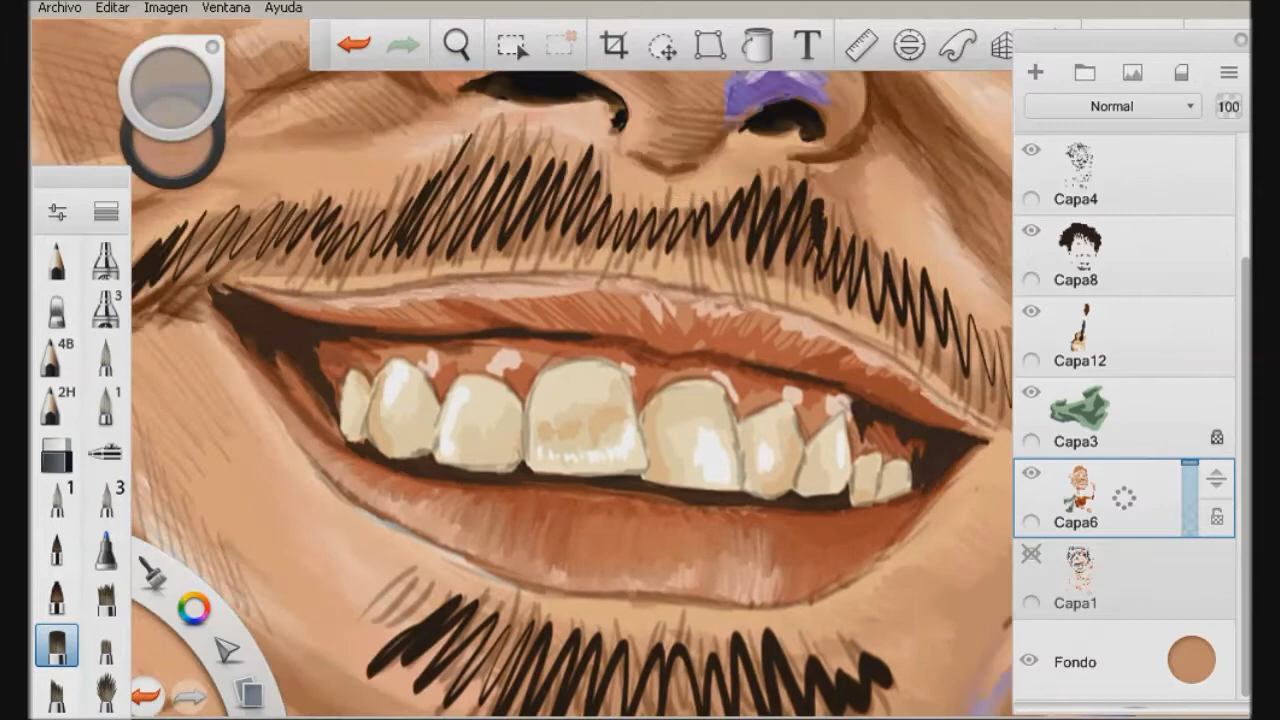 Archivo Editar Imagen Ventana Ayuda
T
Normal 100
Capa4
Capa8
Capa12
Capa3
Capa6
Capa1
Fondo
3
4B
2H 1
1 3